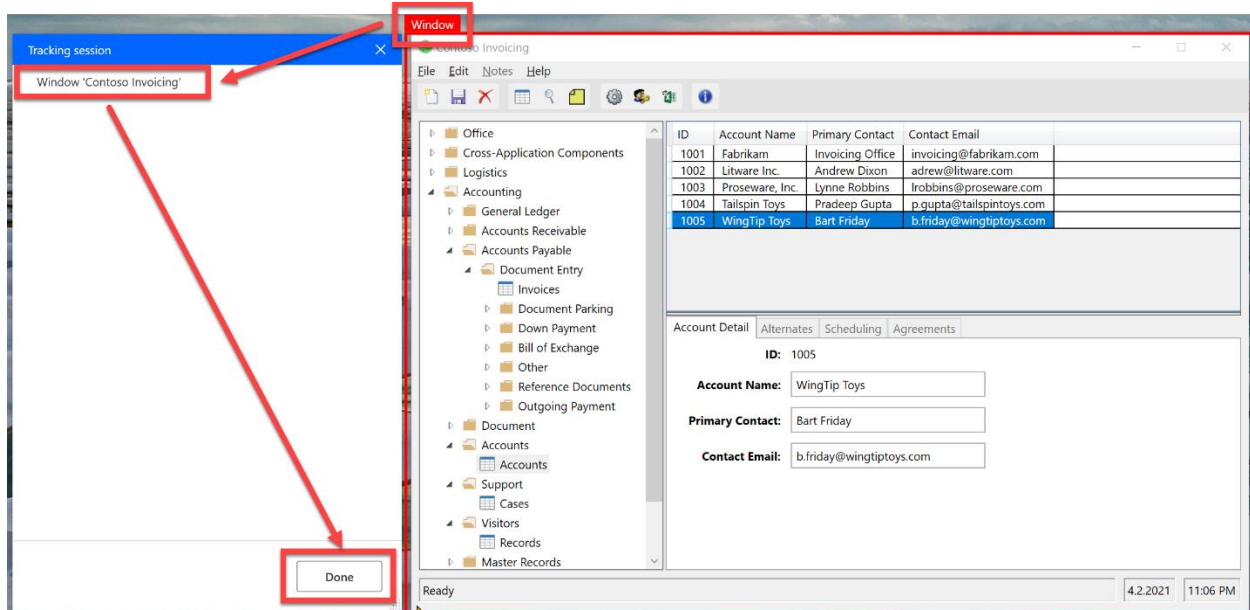 Window
Tracking session
Window 'Contoso Invoicing'
Done
Contoso Invoicing
File Edit Notes Help
Office
Cross-Application Components
Logistics
Accounting
General Ledger
Accounts Receivable
Accounts Payable
Document Entry
Invoices
Document Parking
Down Payment
Bill of Exchange
Other
Reference Documents
Outgoing Payment
Document
Accounts
Accounts
Support
Cases
Visitors
Records
Master Records
ID Account Name Primary Contact Contact Email
1001 Fabrikam Invoicing Office invoicing@fabrikam.com
1002 Litware Inc. Andrew Dixon adrew@litware.com
1003 Proseware, Inc. Lynne Robbins lrobbins@proseware.com
1004 Tailspin Toys Pradeep Gupta p.gupta@tailspintoys.com
1005 WingTip Toys Bart Friday b.friday@wingtiptoys.com
Account Detail Alternates Scheduling Agreements
ID: 1005
Account Name: WingTip Toys
Primary Contact: Bart Friday
Contact Email: b.friday@wingtiptoys.com
Ready 4.2.2021 11:06 PM